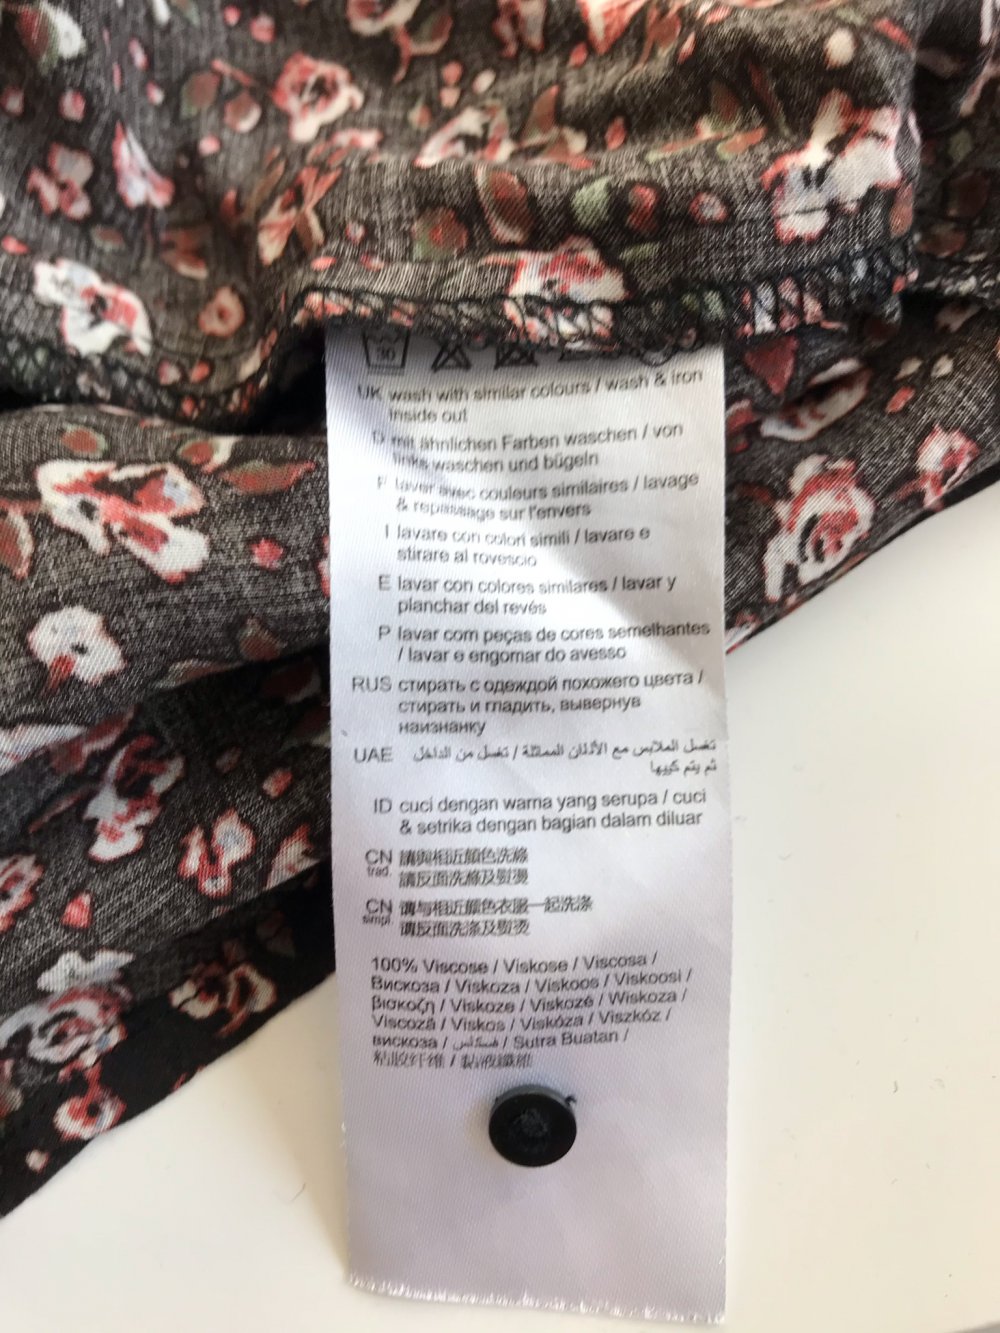 30
UK wash with similar colours / wash & iron
inside out
D mit ähnlichen Farben waschen / von
links waschen und bügeln
F laver avec couleurs similaires / lavage
& repassage sur l'envers
I lavare con colori simili / lavare e
stirare al rovescio
E lavar con colores similares / lavar y
planchar del revés
P lavar com peças de cores semelhantes
/ lavar e engomar do avesso
RUS стирать с одеждой похожего цвета /
стирать и гладить, вывернув
наизнанку
UAE تغسل الملابس مع الألوان المماثلة / تغسل من الداخل
ثم يتم كويها
ID cuci dengan warna yang serupa / cuci
& setrika dengan bagian dalam diluar
CN trad. 請與相近顏色洗滌
請反面洗滌及熨燙
CN simpl. 请与相近颜色衣服一起洗涤
请反面洗涤及熨烫
100% Viscose / Viskose / Viscosa /
Вискоза / Viskoza / Viskoos / Viskoosi /
βισκοζη / Viskoze / Viskozė / Wiskoza /
Viscoză / Viskos / Viskóza / Viszkóz /
вискоза / فسكوس / Sutra Buatan /
粘胶纤维 / 黏液纖維